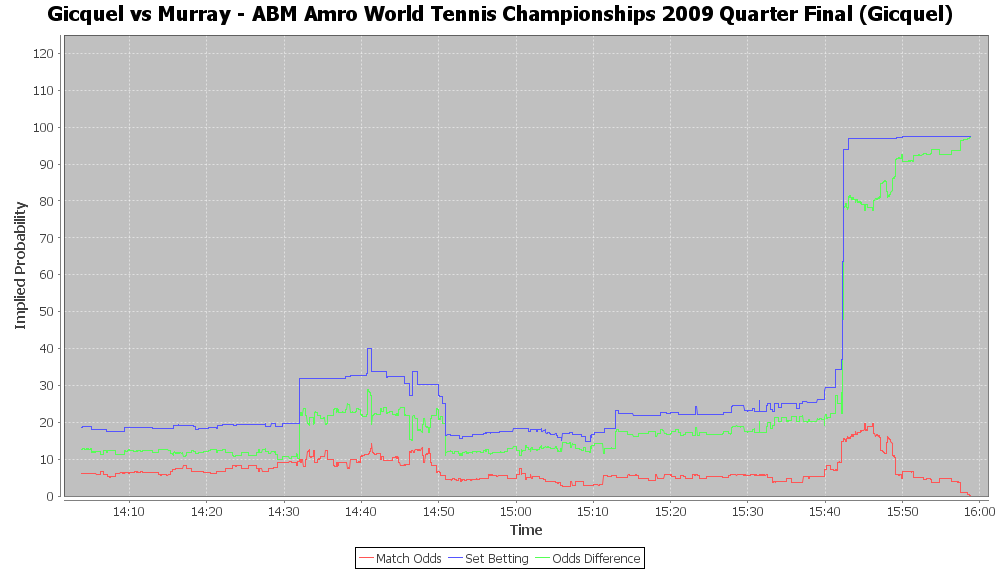 Gicquel vs Murray - ABM Amro World Tennis Championships 2009 Quarter Final (Gicquel)
120
110
100
90
80
70
60
50
40
30
20
10
0
Implied Probability
14:10 14:20 14:30 14:40 14:50 15:00 15:10 15:20 15:30 15:40 15:50 16:00
Time
Match Odds Set Betting Odds Difference